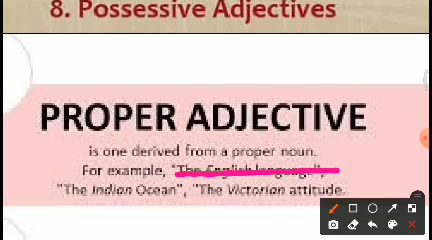 8. Possessive Adjectives
PROPER ADJECTIVE
is one derived from a proper noun.
For example, "The English language",
"The Indian Ocean", "The Victorian attitude.